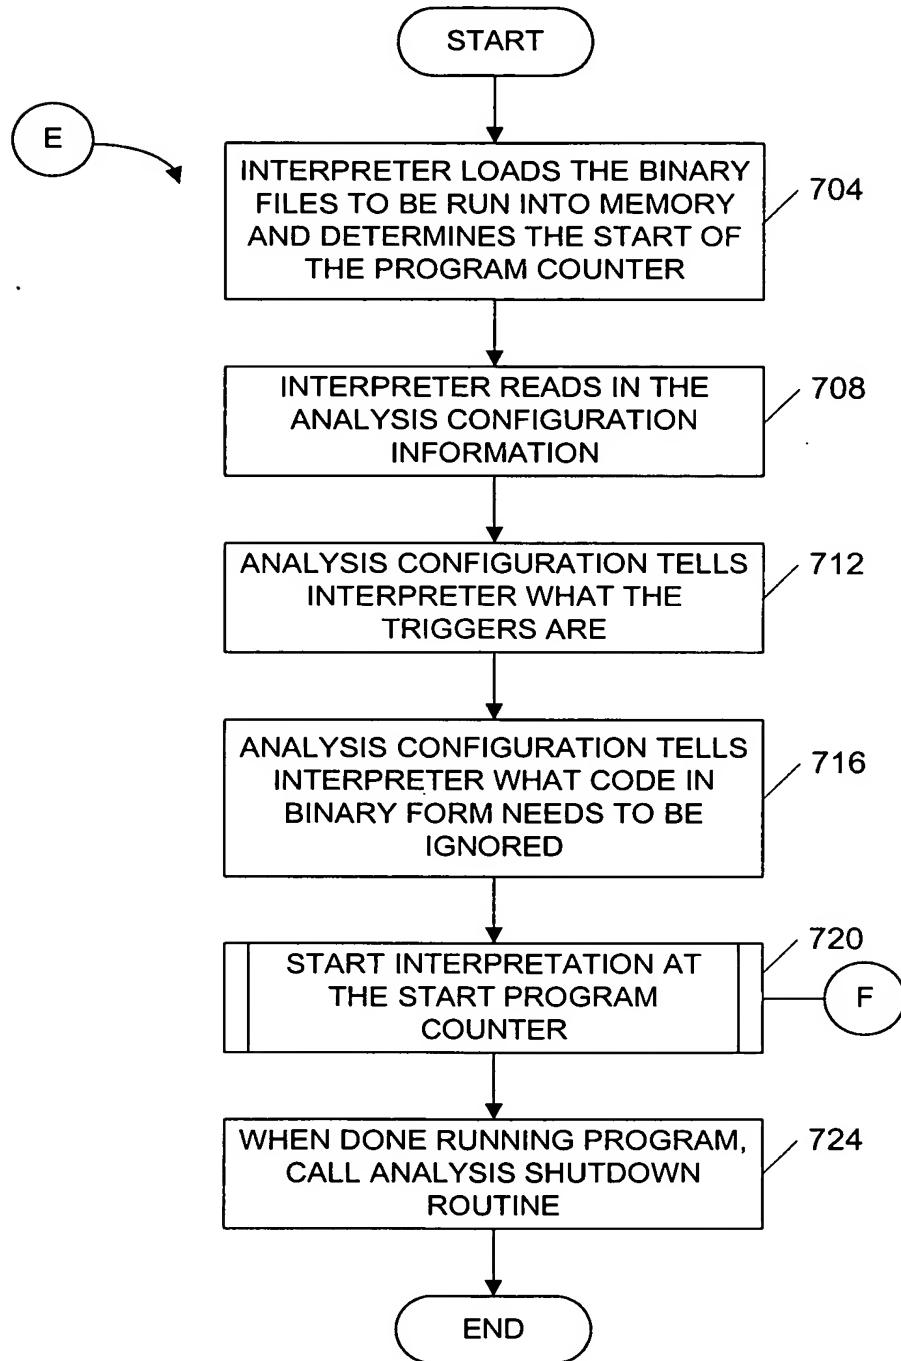 START
E
INTERPRETER LOADS THE BINARY
FILES TO BE RUN INTO MEMORY
AND DETERMINES THE START OF
THE PROGRAM COUNTER
704
INTERPRETER READS IN THE
ANALYSIS CONFIGURATION
INFORMATION
708
ANALYSIS CONFIGURATION TELLS
INTERPRETER WHAT THE
TRIGGERS ARE
712
ANALYSIS CONFIGURATION TELLS
INTERPRETER WHAT CODE IN
BINARY FORM NEEDS TO BE
IGNORED
716
START INTERPRETATION AT
THE START PROGRAM
COUNTER
720
F
WHEN DONE RUNNING PROGRAM,
CALL ANALYSIS SHUTDOWN
ROUTINE
724
END